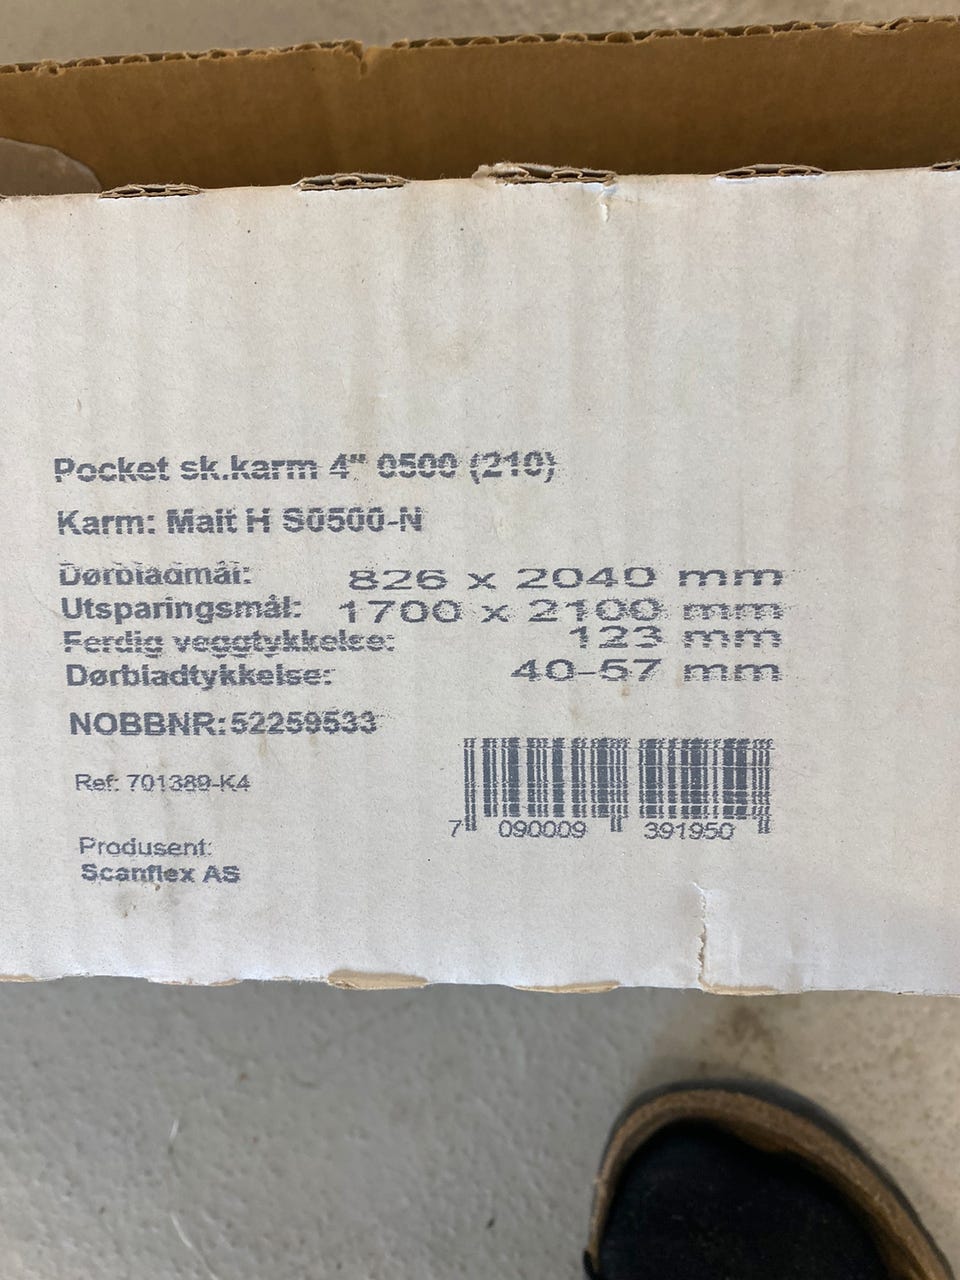 Pocket sk.karm 4" 0500 (210)
Karm: Malt H S0500-N
Dørbladmål: 826 x 2040 mm
Utsparingsmål: 1700 x 2100 mm
Ferdig veggtykkelse: 123 mm
Dørbladtykkelse: 40-57 mm
NOBBNR: 52259533
Ref: 701389-K4
7 090009 391950
Produsent:
Scanflex AS